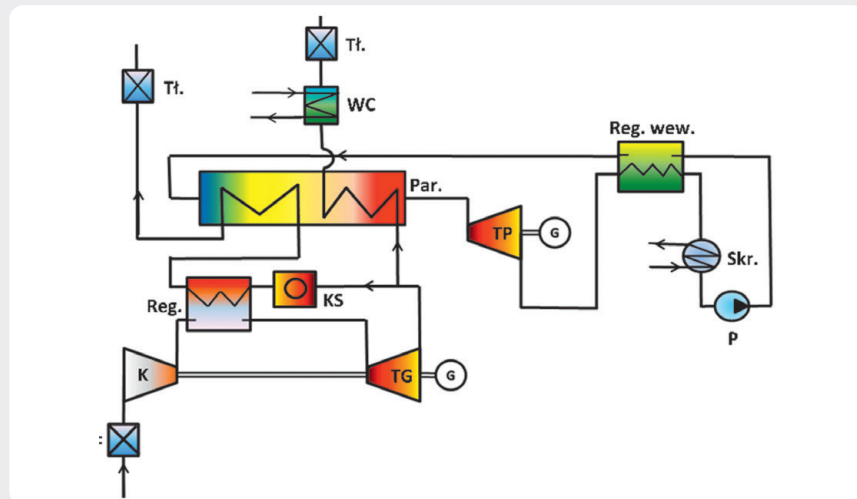 Tł.
Tł.
WC
Reg. wew.
Par.
TP
G
Skr.
KS
Reg.
P
K
TG
G
: